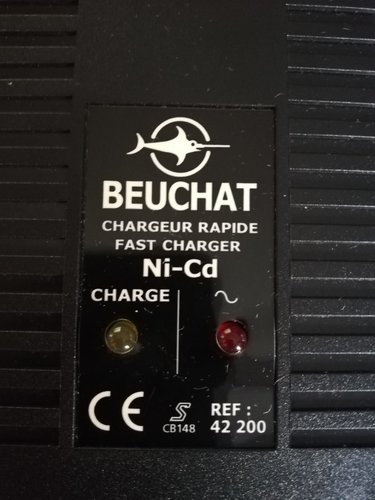 BEUCHAT
CHARGEUR RAPIDE
FAST CHARGER
Ni-Cd
CHARGE ~
CE S REF :
CB148 42 200